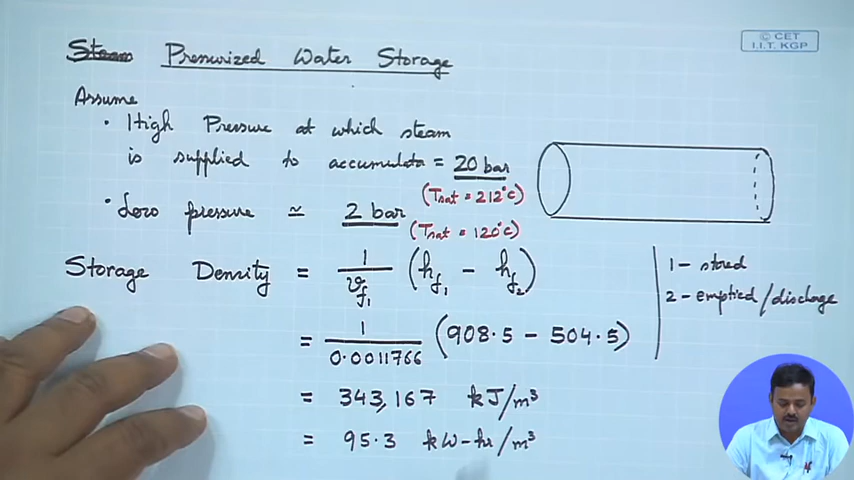 © CET
I.I.T. KGP
Steam Pressurized Water Storage
Assume
• High Pressure at which steam
is supplied to accumulator = 20 bar
(Tsat = 212°C)
• Low pressure ≃ 2 bar
(Tsat = 120°C)
Storage Density = 1/vf1 (hf1 - hf2)
1 - stored
2 - emptied/discharge
= 1/0.0011766 (908.5 - 504.5)
= 343,167 kJ/m³
= 95.3 kW-hr/m³